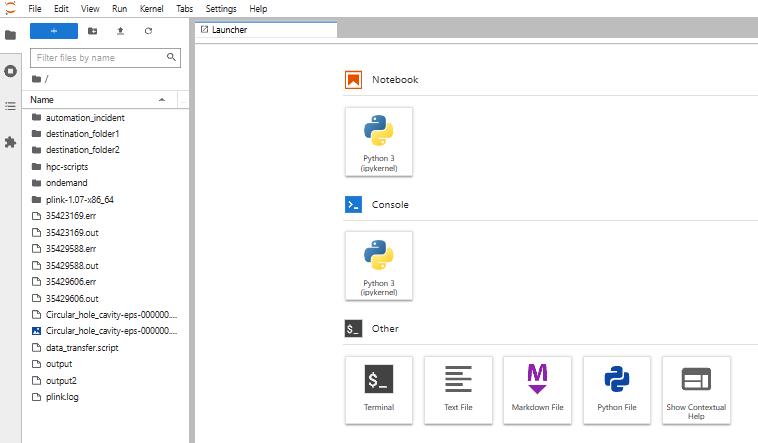 File Edit View Run Kernel Tabs Settings Help
+
Launcher
Filter files by name
/
Name
automation_incident
destination_folder1
destination_folder2
hpc-scripts
ondemand
plink-1.07-x86_64
35423169.err
35423169.out
35429588.err
35429588.out
35429606.err
35429606.out
Circular_hole_cavity-eps-000000....
Circular_hole_cavity-eps-000000....
data_transfer.script
output
output2
plink.log
Notebook
Python 3
(ipykernel)
Console
Python 3
(ipykernel)
$_ Other
$_
M
Terminal
Text File
Markdown File
Python File
Show Contextual
Help